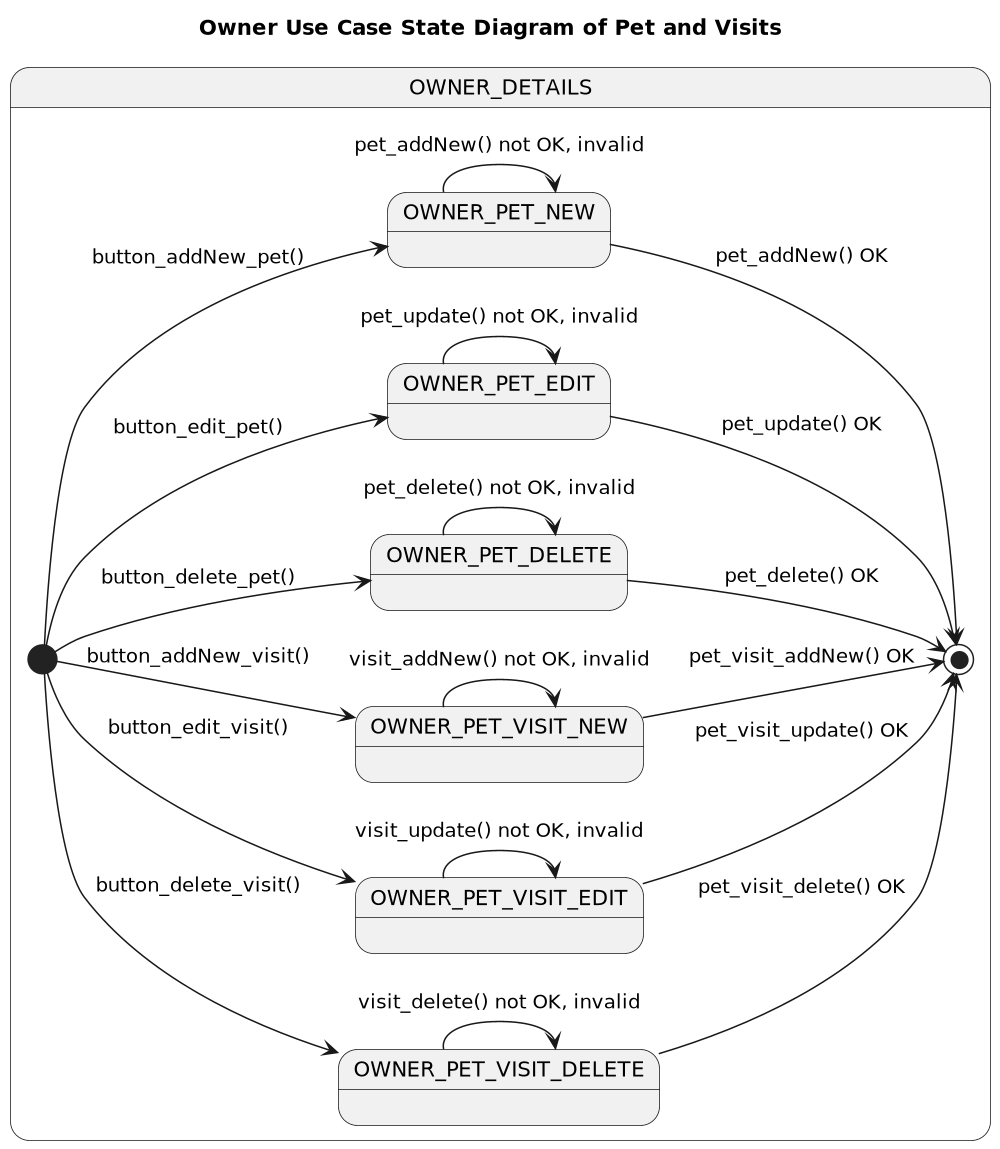 Owner Use Case State Diagram of Pet and Visits
OWNER_DETAILS
pet_addNew() not OK, invalid
OWNER_PET_NEW
button_addNew_pet()
pet_addNew() OK
pet_update() not OK, invalid
OWNER_PET_EDIT
button_edit_pet()
pet_update() OK
pet_delete() not OK, invalid
OWNER_PET_DELETE
button_delete_pet()
pet_delete() OK
button_addNew_visit()
visit_addNew() not OK, invalid
pet_visit_addNew() OK
OWNER_PET_VISIT_NEW
button_edit_visit()
pet_visit_update() OK
visit_update() not OK, invalid
OWNER_PET_VISIT_EDIT
button_delete_visit()
pet_visit_delete() OK
visit_delete() not OK, invalid
OWNER_PET_VISIT_DELETE